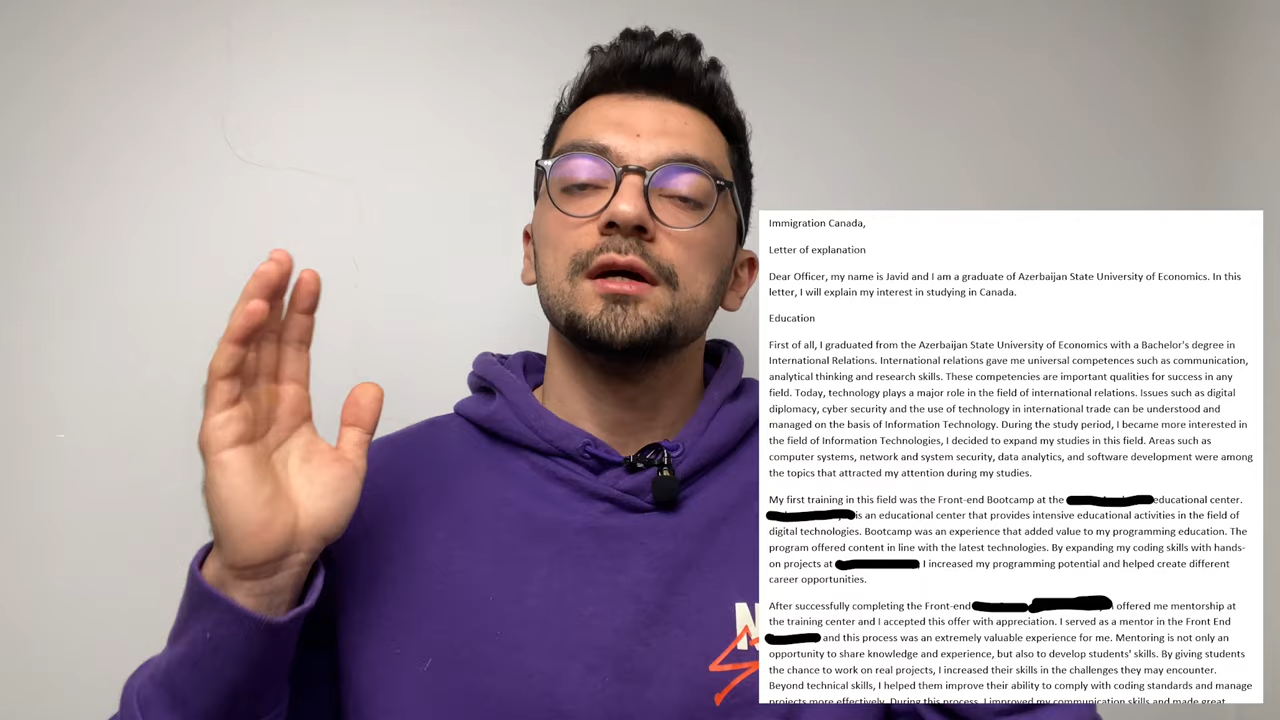 Immigration Canada,
Letter of explanation
Dear Officer, my name is Javid and I am a graduate of Azerbaijan State University of Economics. In this
letter, I will explain my interest in studying in Canada.
Education
First of all, I graduated from the Azerbaijan State University of Economics with a Bachelor's degree in
International Relations. International relations gave me universal competences such as communication,
analytical thinking and research skills. These competencies are important qualities for success in any
field. Today, technology plays a major role in the field of international relations. Issues such as digital
diplomacy, cyber security and the use of technology in international trade can be understood and
managed on the basis of Information Technology. During the study period, I became more interested in
the field of Information Technologies, I decided to expand my studies in this field. Areas such as
computer systems, network and system security, data analytics, and software development were among
the topics that attracted my attention during my studies.
My first training in this field was the Front-end Bootcamp at the educational center.
is an educational center that provides intensive educational activities in the field of
digital technologies. Bootcamp was an experience that added value to my programming education. The
program offered content in line with the latest technologies. By expanding my coding skills with hands-
on projects at I increased my programming potential and helped create different
career opportunities.
After successfully completing the Front-end offered me mentorship at
the training center and I accepted this offer with appreciation. I served as a mentor in the Front End
and this process was an extremely valuable experience for me. Mentoring is not only an
opportunity to share knowledge and experience, but also to develop students' skills. By giving students
the chance to work on real projects, I increased their skills in the challenges they may encounter.
Beyond technical skills, I helped them improve their ability to comply with coding standards and manage
projects more effectively. During this process, I improved my communication skills and made great